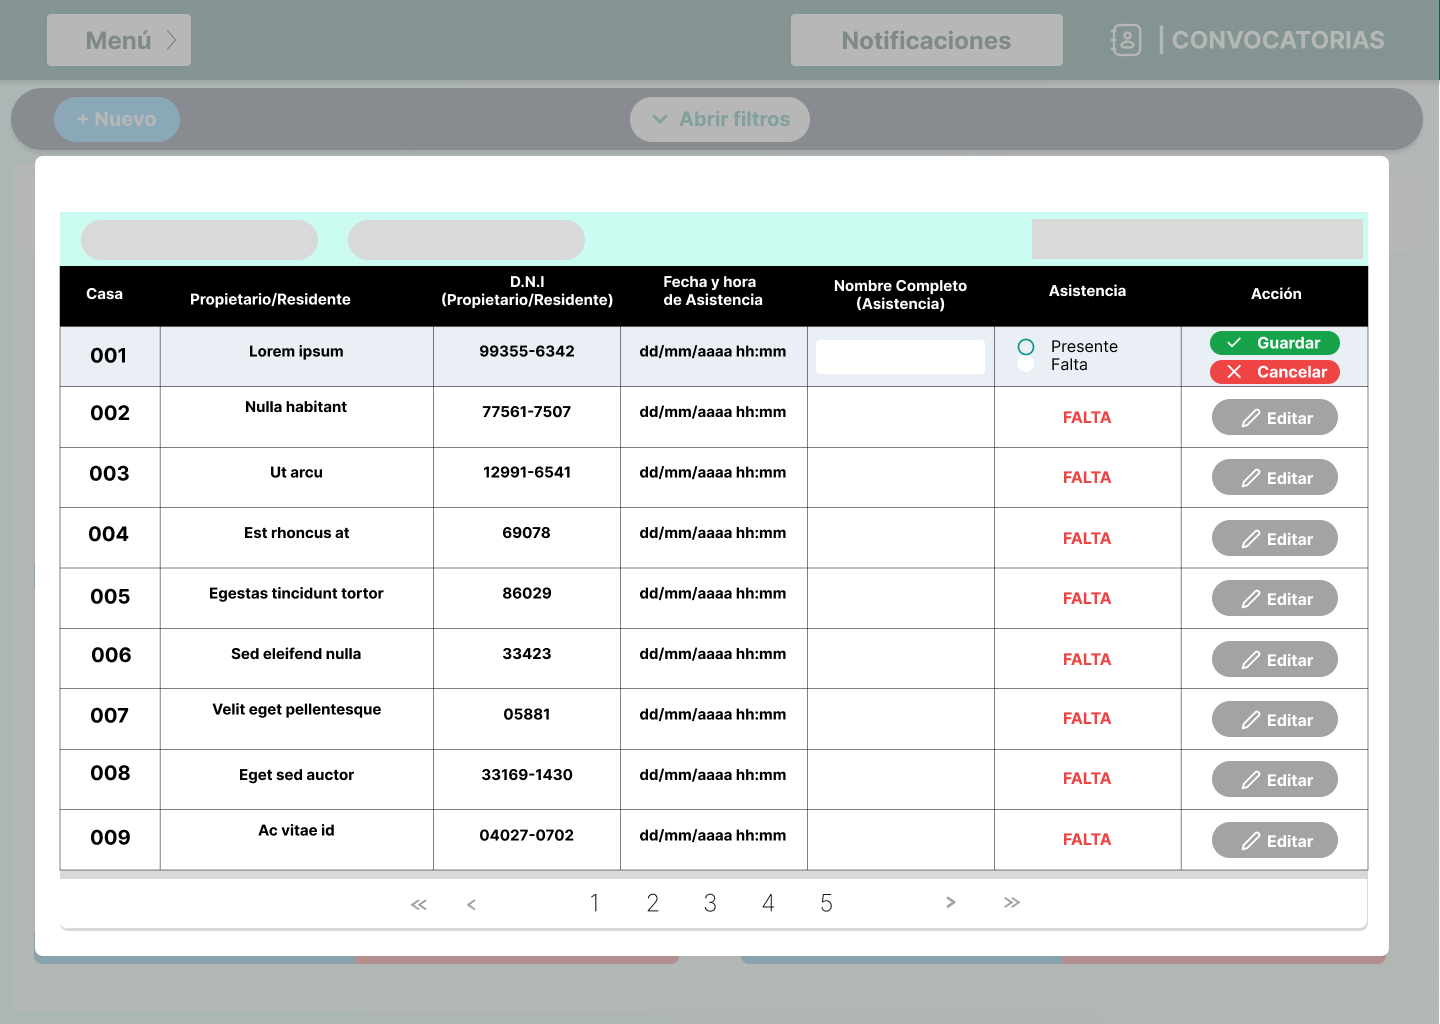 Menú
Notificaciones
| CONVOCATORIAS
+ Nuevo
Abrir filtros
Casa
Propietario/Residente
D.N.I
(Propietario/Residente)
Fecha y hora
de Asistencia
Nombre Completo
(Asistencia)
Asistencia
Acción
001 Lorem ipsum 99355-6342 dd/mm/aaaa hh:mm
Presente
Falta
Guardar
Cancelar
002 Nulla habitant 77561-7507 dd/mm/aaaa hh:mm FALTA Editar
003 Ut arcu 12991-6541 dd/mm/aaaa hh:mm FALTA Editar
004 Est rhoncus at 69078 dd/mm/aaaa hh:mm FALTA Editar
005 Egestas tincidunt tortor 86029 dd/mm/aaaa hh:mm FALTA Editar
006 Sed eleifend nulla 33423 dd/mm/aaaa hh:mm FALTA Editar
007 Velit eget pellentesque 05881 dd/mm/aaaa hh:mm FALTA Editar
008 Eget sed auctor 33169-1430 dd/mm/aaaa hh:mm FALTA Editar
009 Ac vitae id 04027-0702 dd/mm/aaaa hh:mm FALTA Editar
« < 1 2 3 4 5 > »